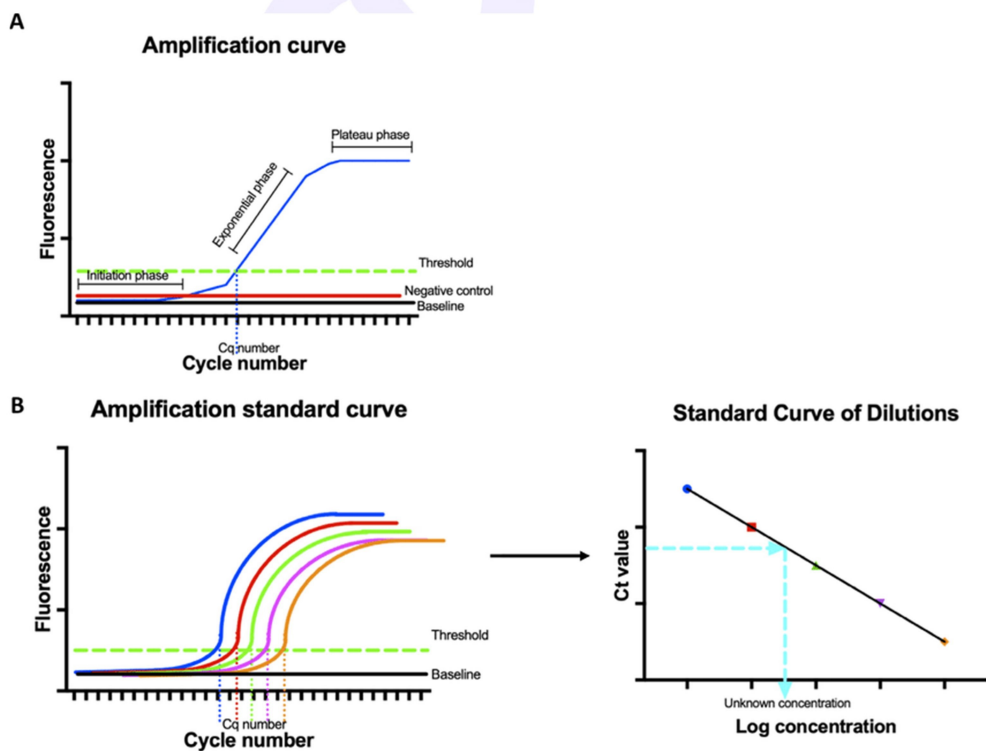 A
Amplification curve
Fluorescence
Initiation phase
Exponential phase
Plateau phase
Threshold
Negative control
Baseline
Cq number
Cycle number
B
Amplification standard curve
Fluorescence
Threshold
Baseline
Cq number
Cycle number
Standard Curve of Dilutions
Ct value
Unknown concentration
Log concentration